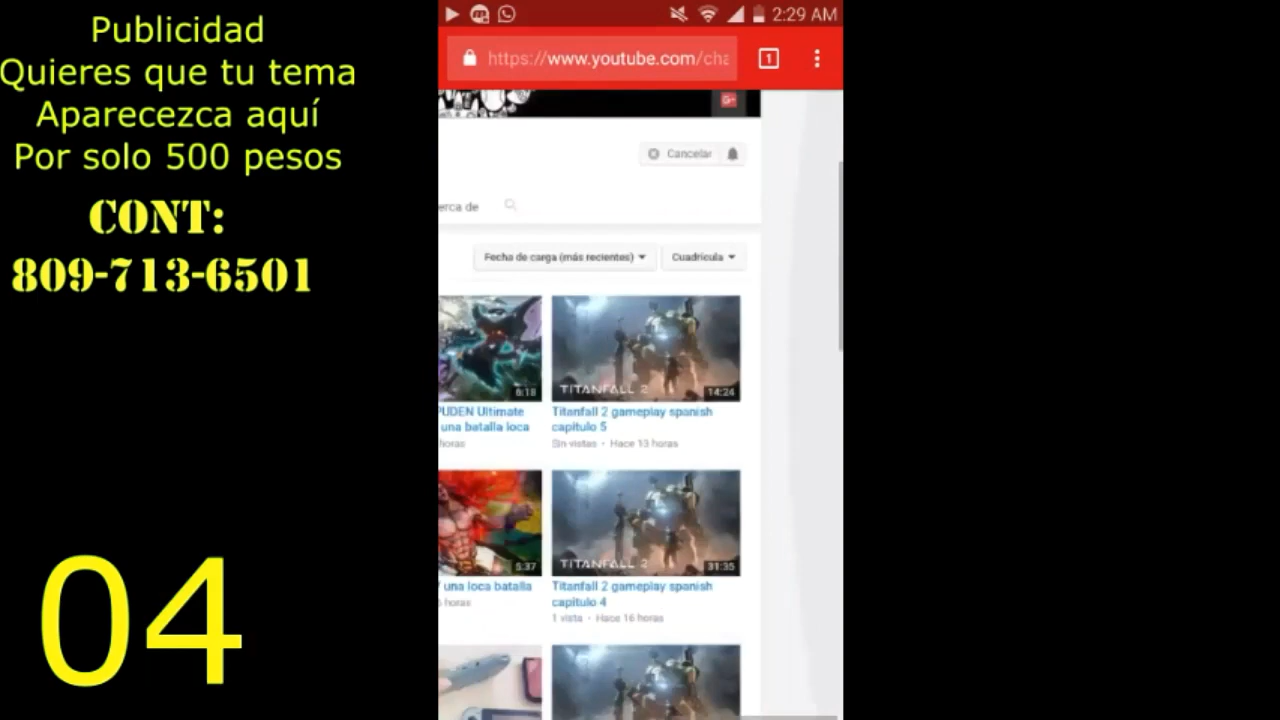 Publicidad
Quieres que tu tema
Aparecezca aquí
Por solo 500 pesos
CONT:
809-713-6501
04
2:29 AM
https://www.youtube.com/cha
1
G+
Cancelar
erca de
Fecha de carga (más recientes)
Cuadrícula
6:18
TITANFALL 2
14:24
PUDEN Ultimate
una batalla loca
horas
Titanfall 2 gameplay spanish
capitulo 5
Sin vistas • Hace 13 horas
5:37
TITANFALL 2
31:35
una loca batalla
horas
Titanfall 2 gameplay spanish
capitulo 4
1 vista • Hace 16 horas